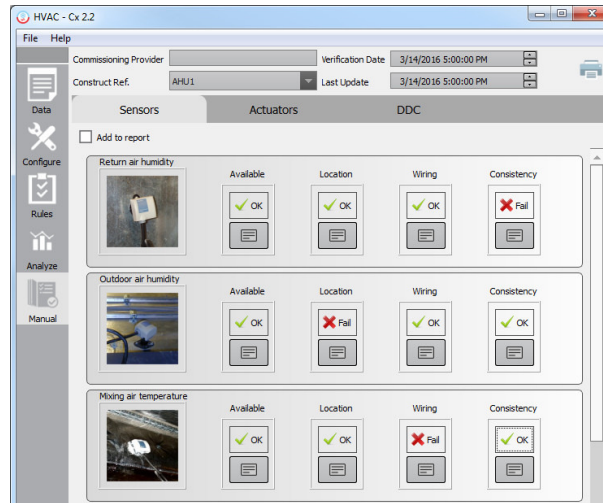 HVAC - Cx 2.2
File Help
Commissioning Provider Verification Date 3/14/2016 5:00:00 PM
Construct Ref. AHU1 Last Update 3/14/2016 5:00:00 PM
Data
Configure
Rules
Analyze
Manual
Sensors Actuators DDC
Add to report
Return air humidity
Available Location Wiring Consistency
OK OK OK Fail
Outdoor air humidity
Available Location Wiring Consistency
OK Fail OK OK
Mixing air temperature
Available Location Wiring Consistency
OK OK Fail OK